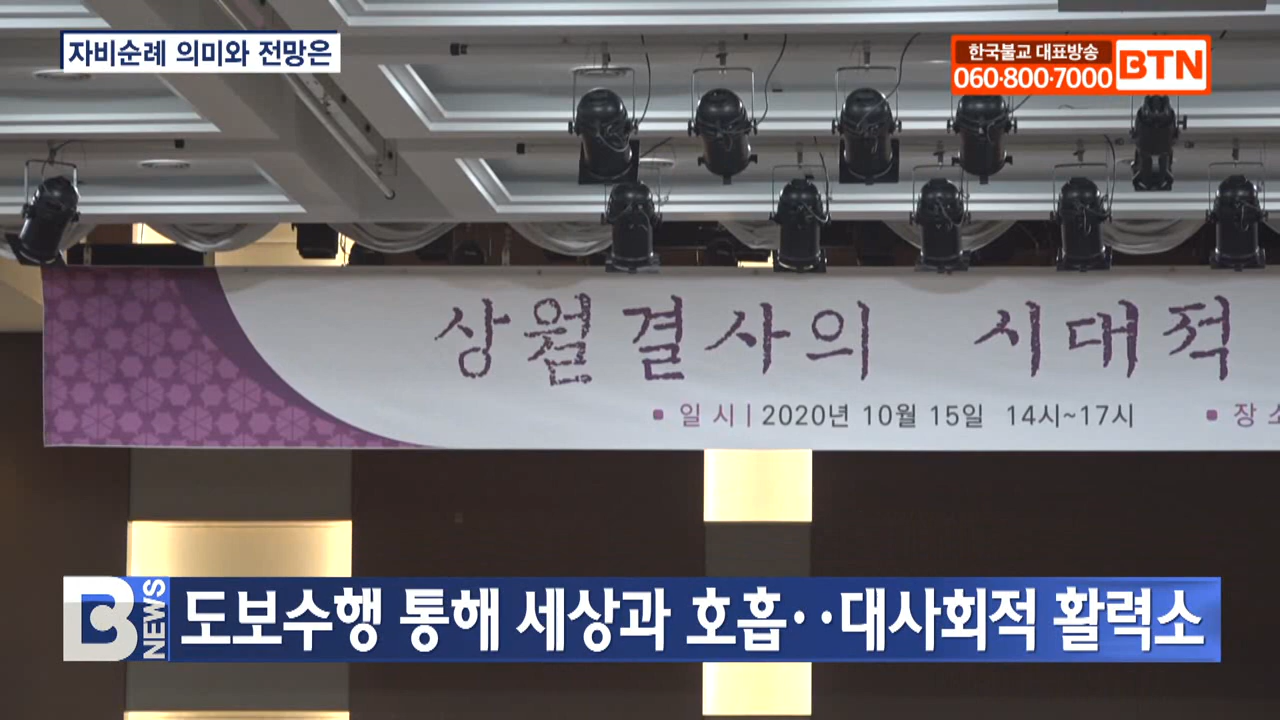 자비순례 의미와 전망은
한국불교 대표방송
060·800·7000
BTN
상월결사의 시대적
일시 | 2020년 10월 15일 14시~17시
장소
NEWS
도보수행 통해 세상과 호흡‥대사회적 활력소